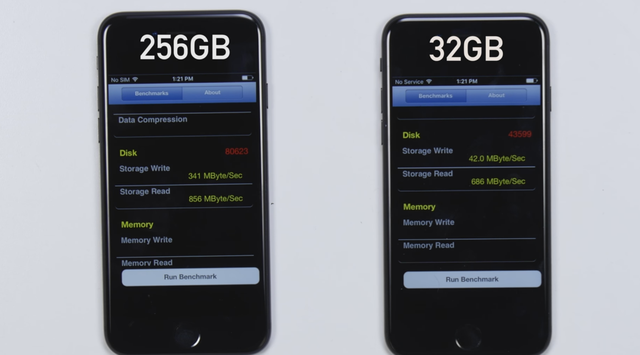 256GB
No SIM 1:21 PM
Benchmarks About
Data Compression
Disk 80623
Storage Write
341 MByte/Sec
Storage Read
856 MByte/Sec
Memory
Memory Write
Memory Read
Run Benchmark
32GB
No Service 1:21 PM
Benchmarks About
Disk 43599
Storage Write
42.0 MByte/Sec
Storage Read
686 MByte/Sec
Memory
Memory Write
Memory Read
Run Benchmark